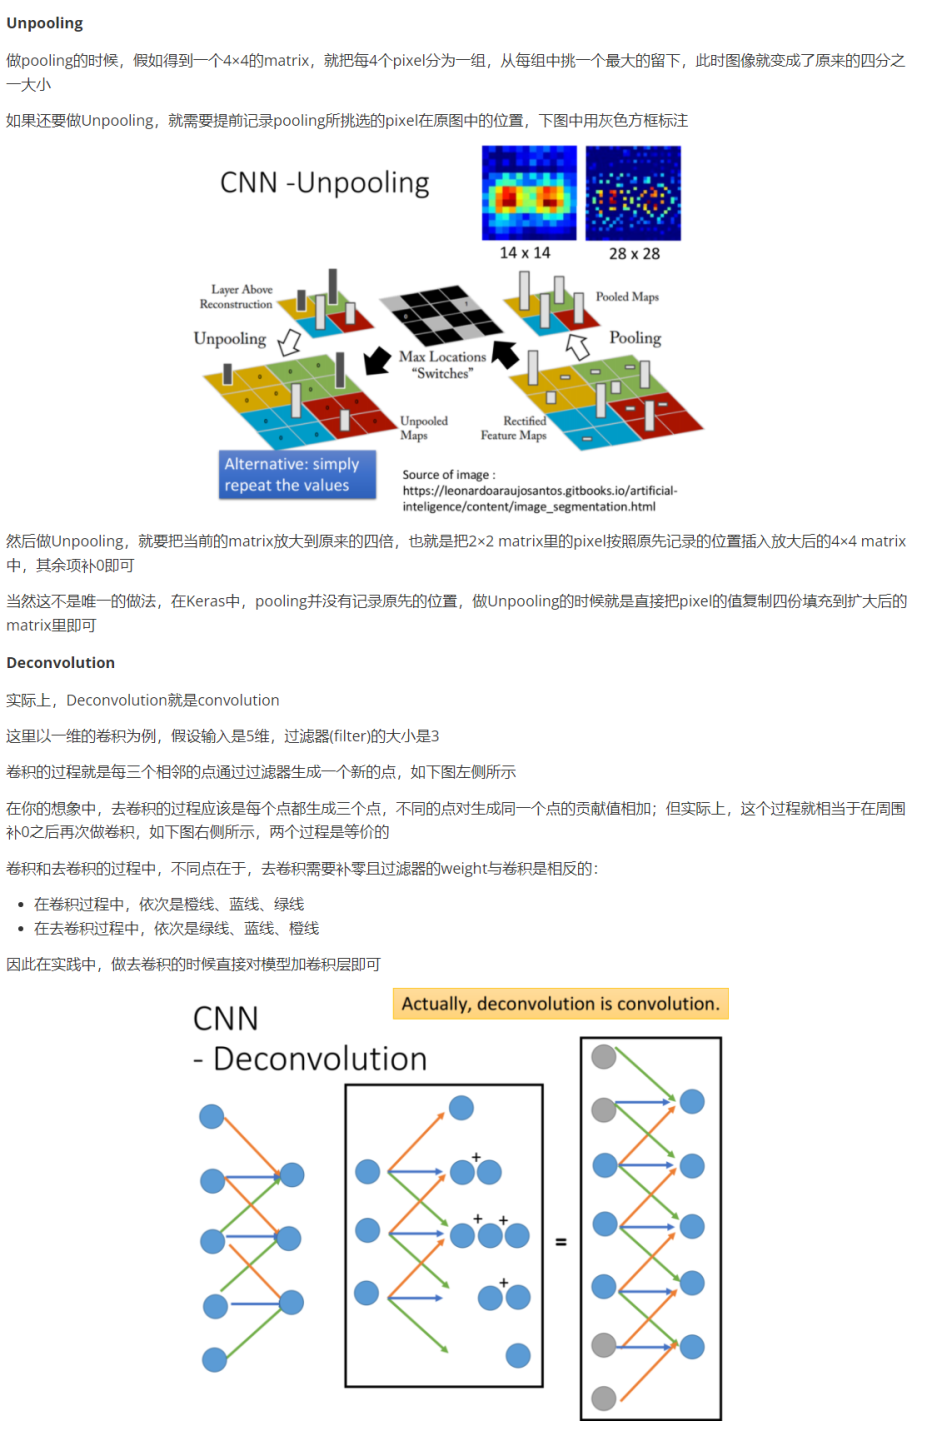 Unpooling
做pooling的时候，假如得到一个4×4的matrix，就把每4个pixel分为一组，从每组中挑一个最大的留下，此时图像就变成了原来的四分之
一大小
如果还要做Unpooling，就需要提前记录pooling所挑选的pixel在原图中的位置，下图中用灰色方框标注
CNN -Unpooling
14 x 14
28 x 28
Layer Above
Reconstruction
Pooled Maps
Unpooling
Pooling
Max Locations
“Switches”
Unpooled
Maps
Rectified
Feature Maps
Alternative: simply
repeat the values
Source of image :
https://leonardoaraujosantos.gitbooks.io/artificial-
inteligence/content/image_segmentation.html
然后做Unpooling，就要把当前的matrix放大到原来的四倍，也就是把2×2 matrix里的pixel按照原先记录的位置插入放大后的4×4 matrix
中，其余项补0即可
当然这不是唯一的做法，在Keras中，pooling并没有记录原先的位置，做Unpooling的时候就是直接把pixel的值复制四份填充到扩大后的
matrix里即可
Deconvolution
实际上，Deconvolution就是convolution
这里以一维的卷积为例，假设输入是5维，过滤器(filter)的大小是3
卷积的过程就是每三个相邻的点通过过滤器生成一个新的点，如下图左侧所示
在你的想象中，去卷积的过程应该是每个点都生成三个点，不同的点对生成同一个点的贡献值相加；但实际上，这个过程就相当于在周围
补0之后再次做卷积，如下图右侧所示，两个过程是等价的
卷积和去卷积的过程中，不同点在于，去卷积需要补零且过滤器的weight与卷积是相反的：
• 在卷积过程中，依次是橙线、蓝线、绿线
• 在去卷积过程中，依次是绿线、蓝线、橙线
因此在实践中，做去卷积的时候直接对模型加卷积层即可
Actually, deconvolution is convolution.
CNN
- Deconvolution
+
+ +
+
=